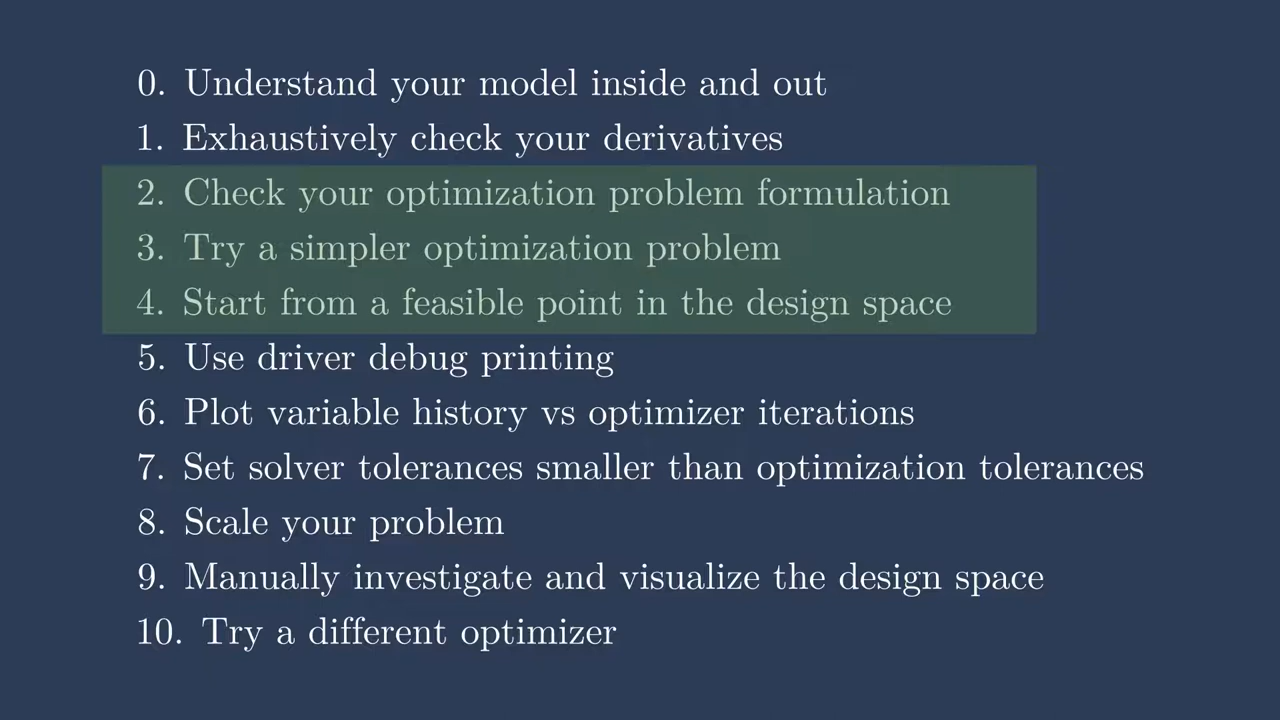 0. Understand your model inside and out
1. Exhaustively check your derivatives
2. Check your optimization problem formulation
3. Try a simpler optimization problem
4. Start from a feasible point in the design space
5. Use driver debug printing
6. Plot variable history vs optimizer iterations
7. Set solver tolerances smaller than optimization tolerances
8. Scale your problem
9. Manually investigate and visualize the design space
10. Try a different optimizer